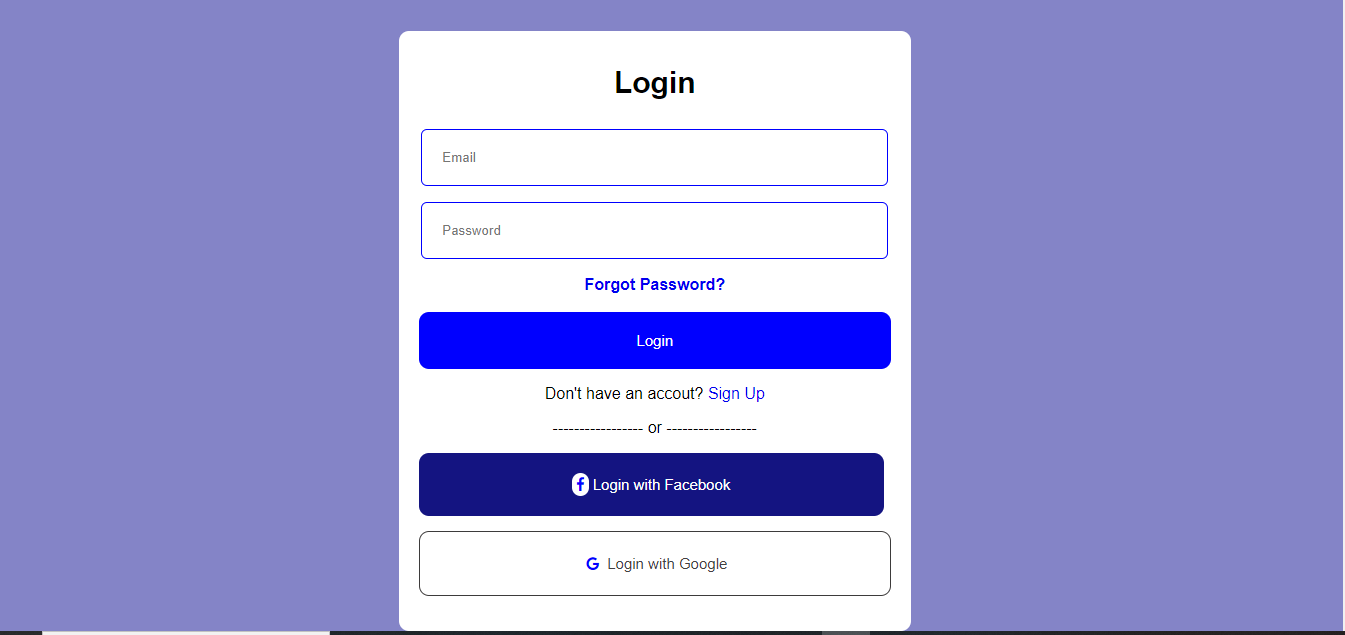 Login
Email
Password
Forgot Password?
Login
Don't have an accout? Sign Up
----------------- or -----------------
Login with Facebook
Login with Google